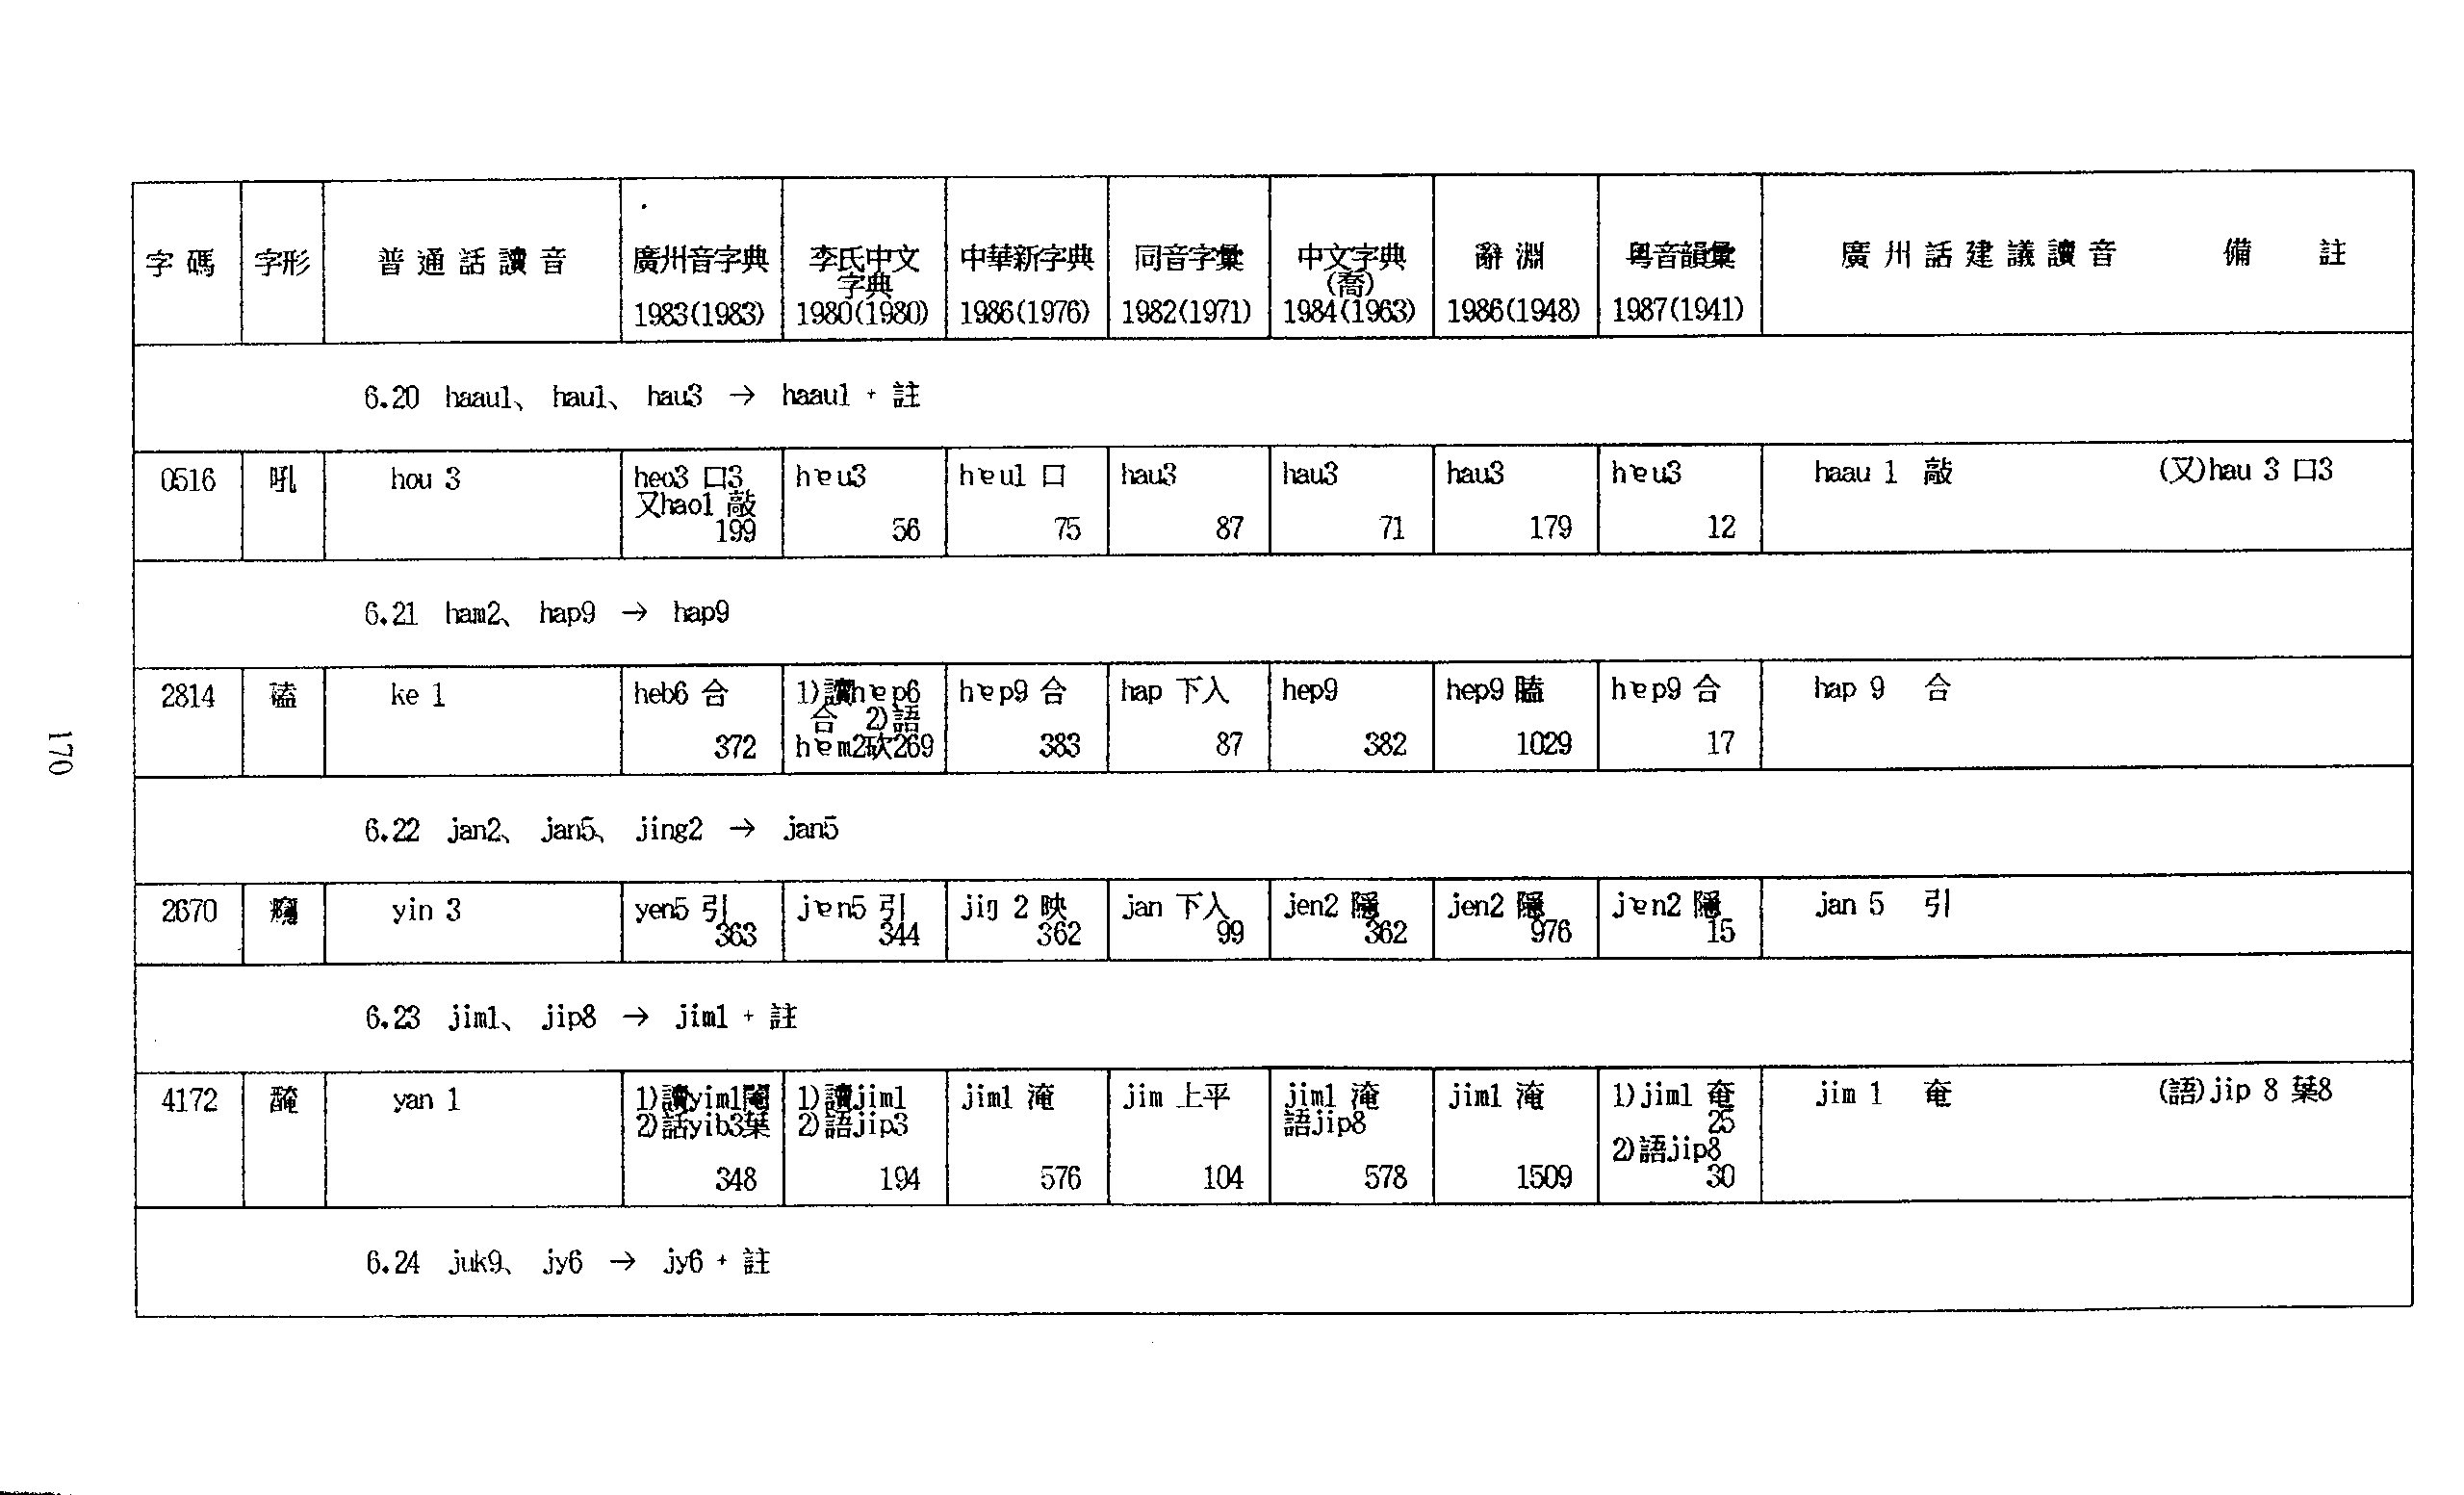 字碼 字形 普通話讀音 廣州音字典 李氏中文 中華新字典 同音字彙 中文字典 辭淵 粵音韻彙 廣州話建議讀音 備註
字典 (喬)
1983(1983) 1980(1980) 1986(1976) 1982(1971) 1984(1963) 1986(1948) 1987(1941)
6.20 haau1、 hau1、 hau3 → haau1 + 註
0516 吼 hou 3 heo3 口3 hɐu3 hɐu1 口 hau3 hau3 hau3 hɐu3 haau 1 敲 (又)hau 3 口3
又hao1 敲
199 56 75 87 71 179 12
6.21 ham2、 hap9 → hap9
2814 磕 ke 1 heb6 合 1)讀hɐp6 hɐp9 合 hap 下入 hep9 hep9 瞌 hɐp9 合 hap 9 合
合 2)語
372 hɐm2砍269 383 87 382 1029 17
6.22 jan2、 jan5、 jing2 → jan5
2670 癮 yin 3 yen5 引 jɐn5 引 jiŋ 2 映 jan 下入 jen2 隱 jen2 隱 jɐn2 隱 jan 5 引
363 344 362 99 362 976 15
6.23 jim1、 jip8 → jim1 + 註
4172 醃 yan 1 1)讀yim1閹 1)讀jim1 jim1 淹 jim 上平 jim1 淹 jim1 淹 1)jim1 奄 jim 1 奄 (語)jip 8 葉8
2)話yib3葉 2)語jip3 語jip8 25
2)語jip8
348 194 576 104 578 1509 30
6.24 juk9、 jy6 → jy6 + 註
170